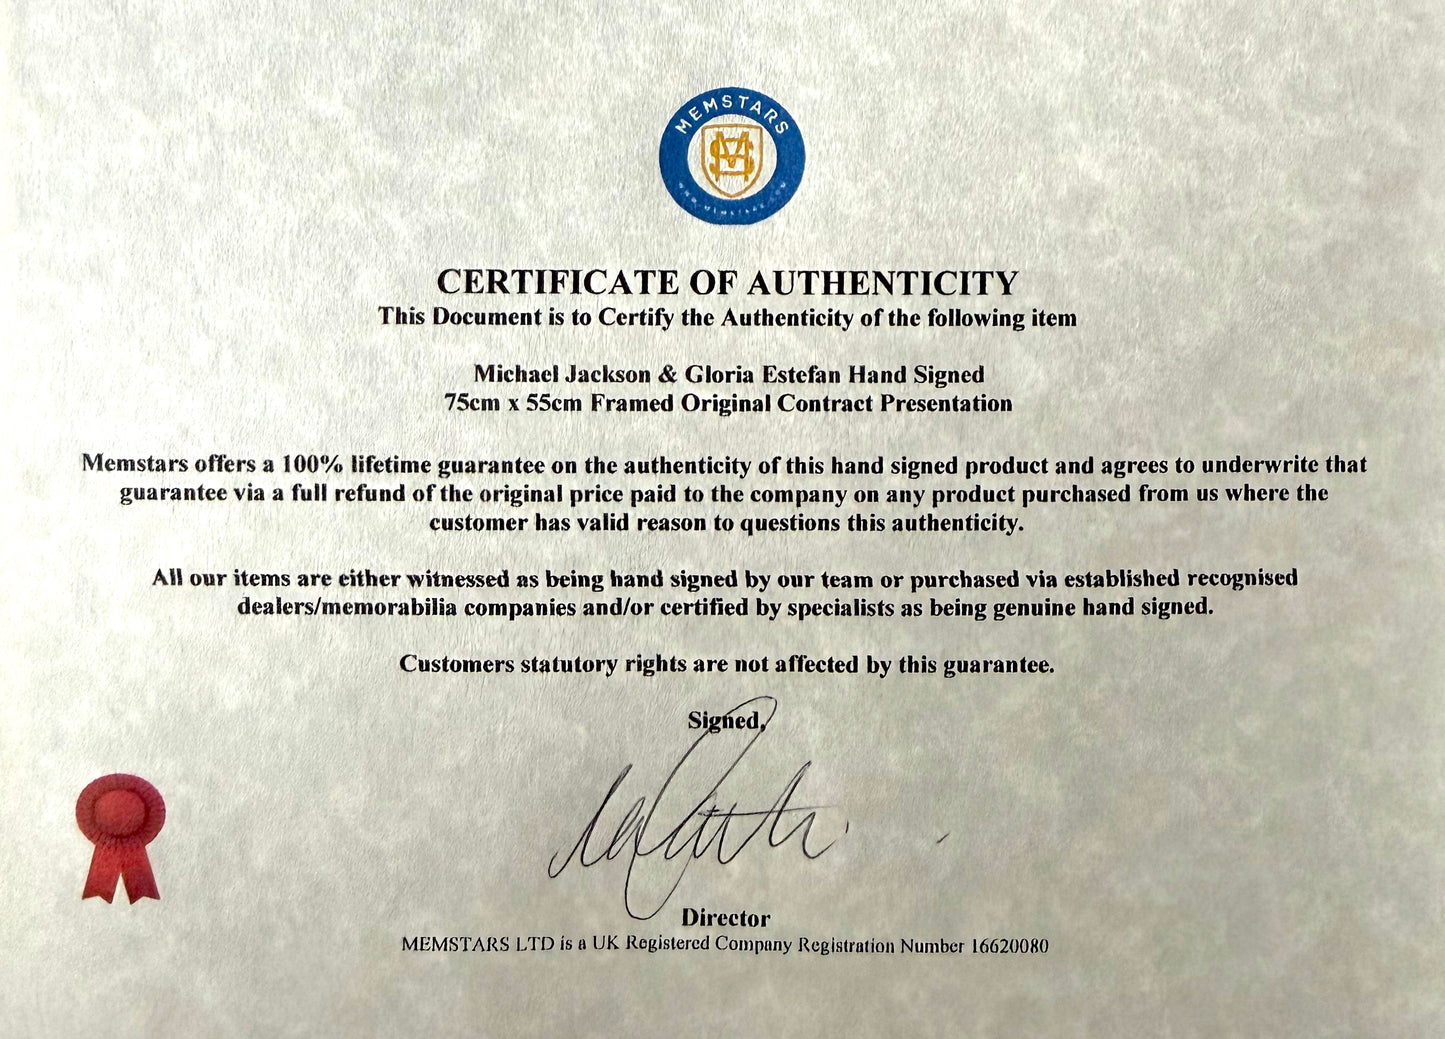 MEMSTARS
CERTIFICATE OF AUTHENTICITY
This Document is to Certify the Authenticity of the following item
Michael Jackson & Gloria Estefan Hand Signed
75cm x 55cm Framed Original Contract Presentation
Memstars offers a 100% lifetime guarantee on the authenticity of this hand signed product and agrees to underwrite that
guarantee via a full refund of the original price paid to the company on any product purchased from us where the
customer has valid reason to questions this authenticity.
All our items are either witnessed as being hand signed by our team or purchased via established recognised
dealers/memorabilia companies and/or certified by specialists as being genuine hand signed.
Customers statutory rights are not affected by this guarantee.
Signed,
Director
MEMSTARS LTD is a UK Registered Company Registration Number 16620080